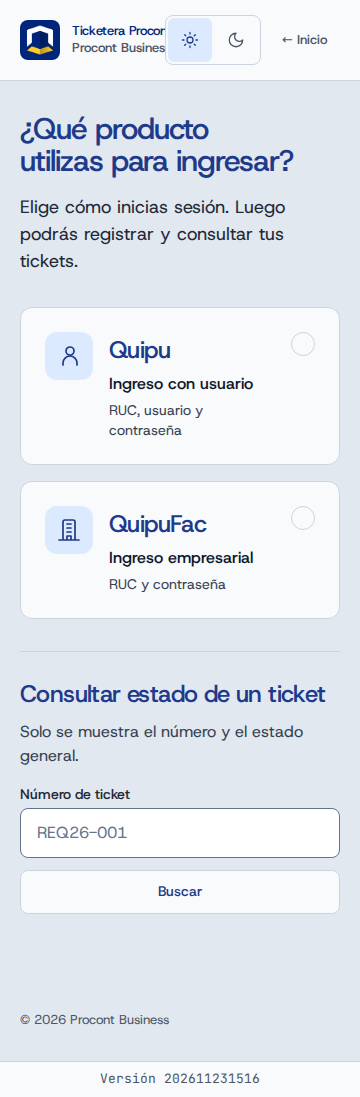 Ticketera Procon
Procont Busines
← Inicio
¿Qué producto
utilizas para ingresar?
Elige cómo inicias sesión. Luego
podrás registrar y consultar tus
tickets.
Quipu
Ingreso con usuario
RUC, usuario y
contraseña
QuipuFac
Ingreso empresarial
RUC y contraseña
Consultar estado de un ticket
Solo se muestra el número y el estado
general.
Número de ticket
REQ26-001
Buscar
© 2026 Procont Business
Versión 202611231516